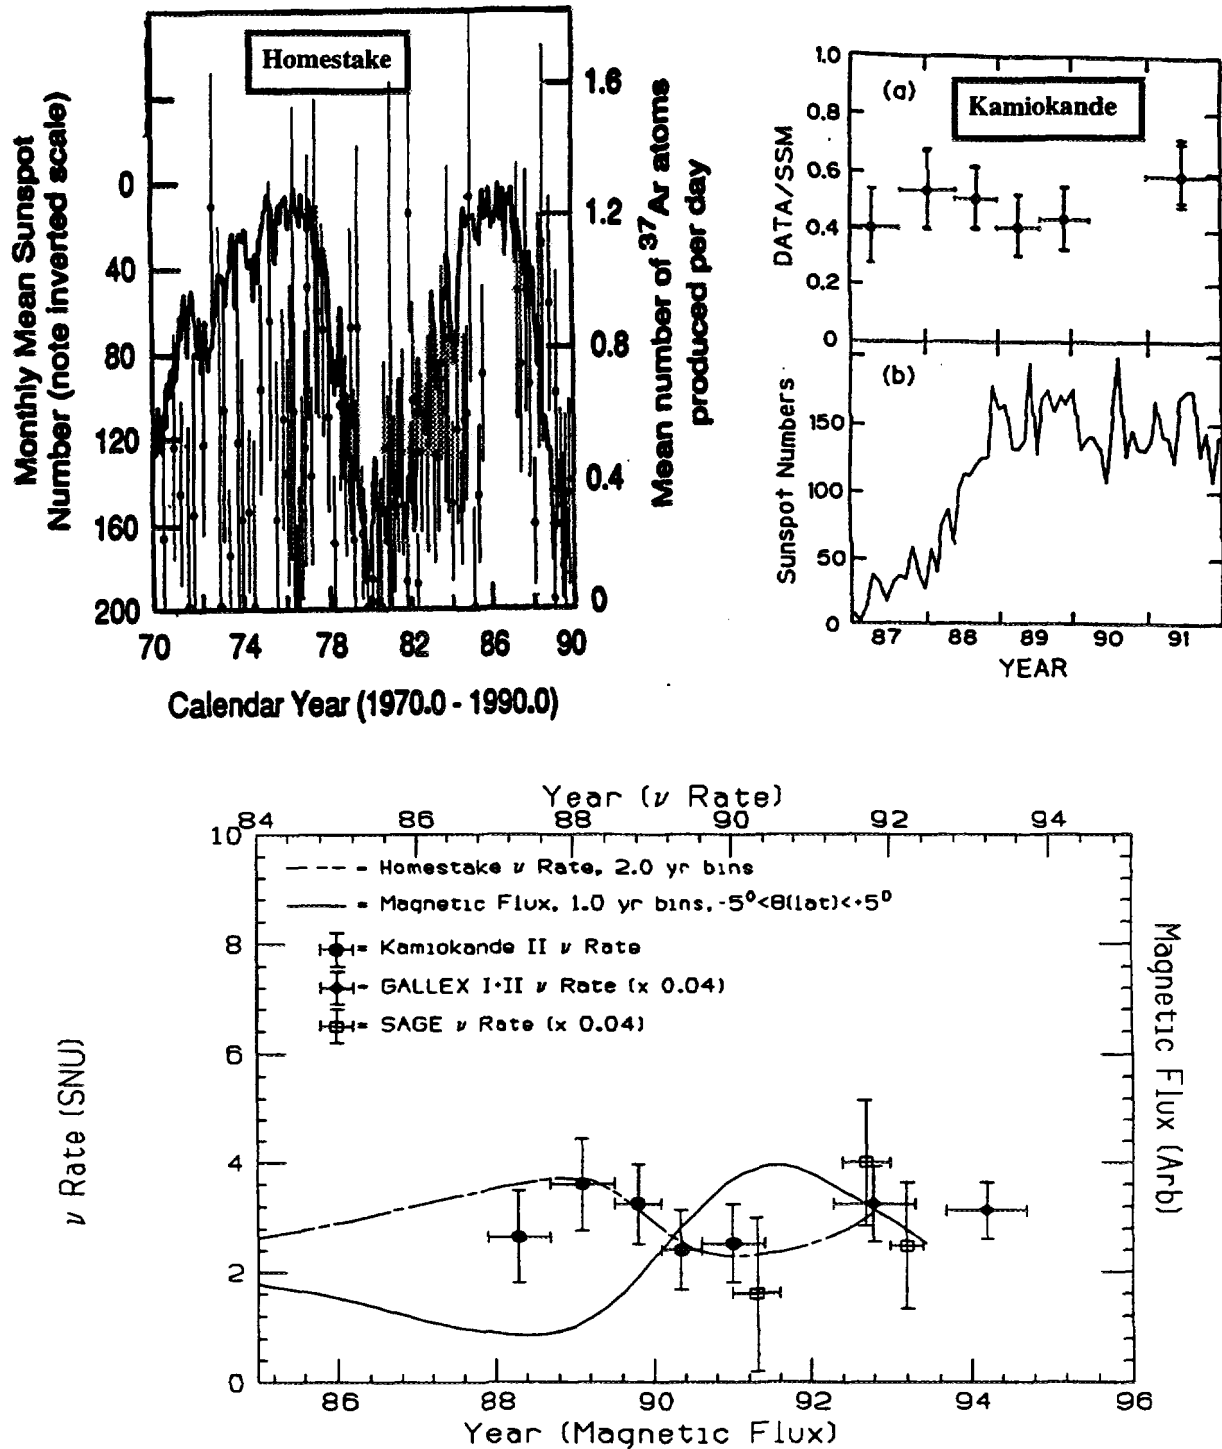 Homestake
Monthly Mean Sunspot
Number (note inverted scale)
0
40
80
120
160
200
1.6
1.2
0.8
0.4
0
Mean number of 37Ar atoms
produced per day
70 74 78 82 86 90
Calendar Year (1970.0 - 1990.0)
(a)
Kamiokande
DATA/SSM
1.0
0.8
0.6
0.4
0.2
0
(b)
Sunspot Numbers
150
100
50
0
87 88 89 90 91
YEAR
Year (ν Rate)
84 86 88 90 92 94
10
8
6
4
2
0
ν Rate (SNU)
--- = Homestake ν Rate, 2.0 yr bins
— = Magnetic Flux, 1.0 yr bins, -5°<θ(lat)<+5°
= Kamiokande II ν Rate
= GALLEX I+II ν Rate (x 0.04)
= SAGE ν Rate (x 0.04)
Magnetic Flux (Arb)
86 88 90 92 94 96
Year (Magnetic Flux)